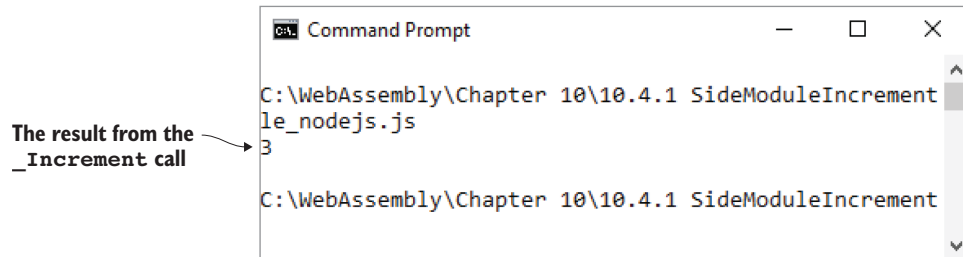 Command Prompt
C:\WebAssembly\Chapter 10\10.4.1 SideModuleIncrement
le_nodejs.js
The result from the
_Increment call
3
C:\WebAssembly\Chapter 10\10.4.1 SideModuleIncrement